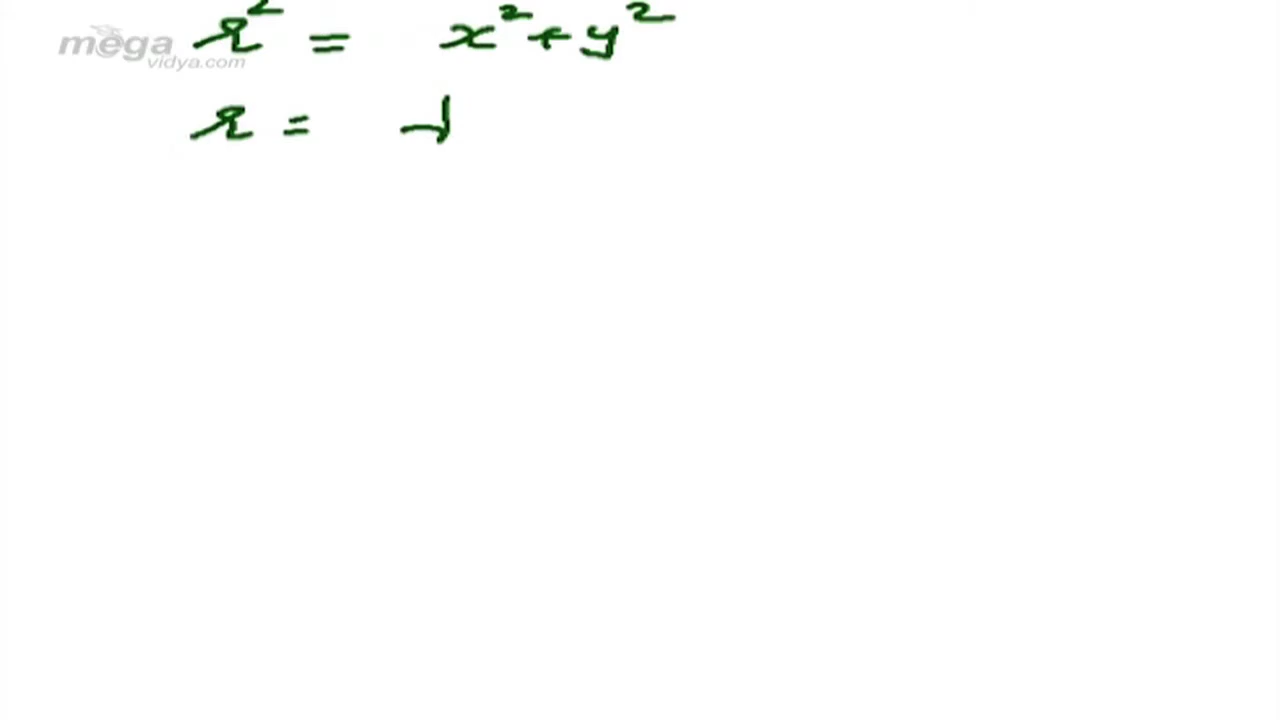 mega
vidya.com
r² = x² + y²
r = √